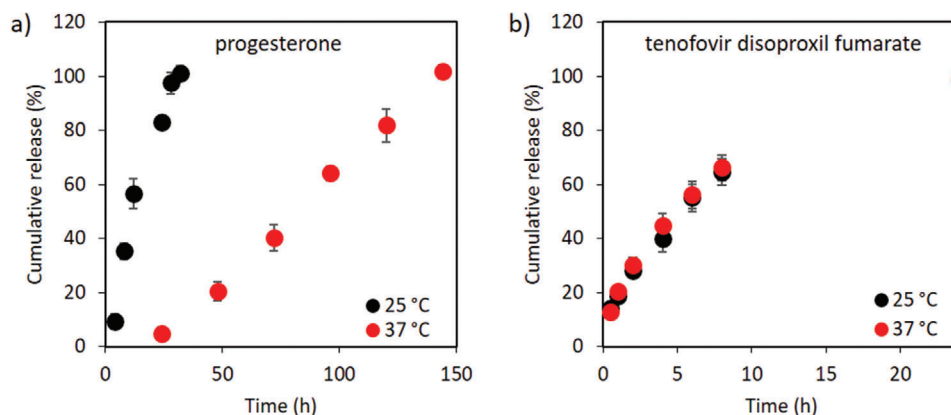 a)
progesterone
Cumulative release (%)
120
100
80
60
40
20
0
25 °C
37 °C
0 50 100 150
Time (h)
b)
tenofovir disoproxil fumarate
Cumulative release (%)
120
100
80
60
40
20
0
25 °C
37 °C
0 5 10 15 20
Time (h)